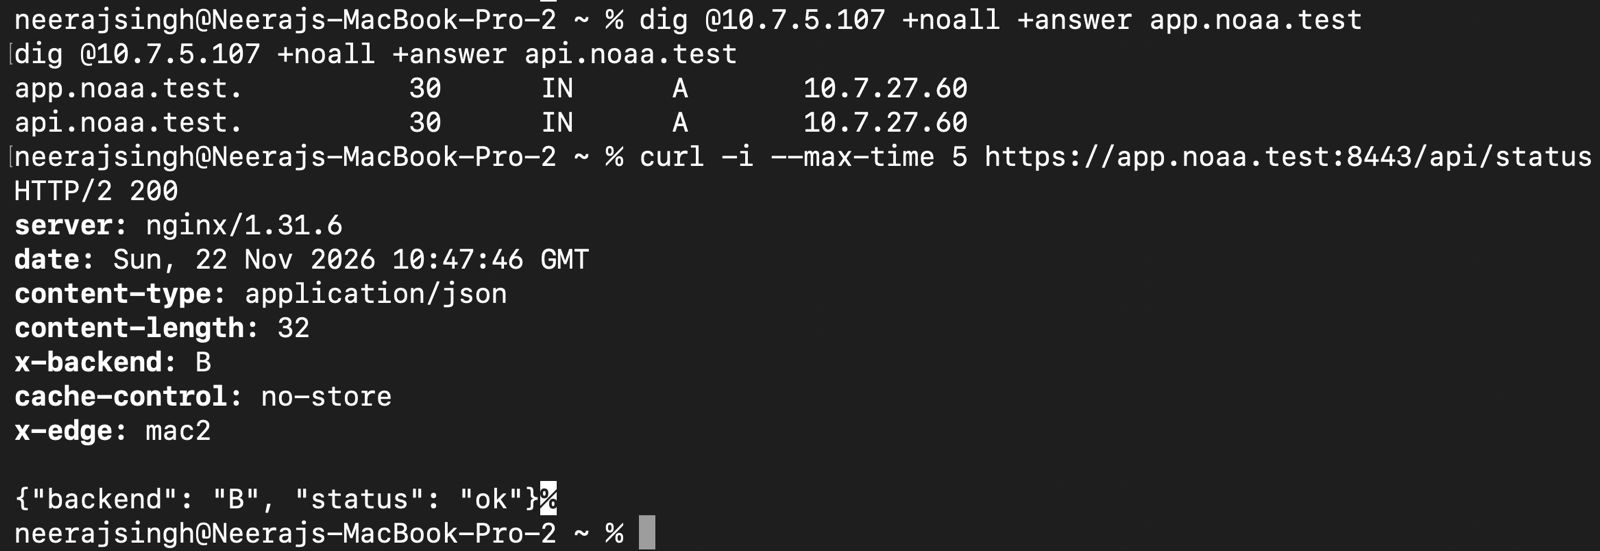 neerajsingh@Neerajs-MacBook-Pro-2 ~ % dig @10.7.5.107 +noall +answer app.noaa.test
[dig @10.7.5.107 +noall +answer api.noaa.test
app.noaa.test. 30 IN A 10.7.27.60
api.noaa.test. 30 IN A 10.7.27.60
[neerajsingh@Neerajs-MacBook-Pro-2 ~ % curl -i --max-time 5 https://app.noaa.test:8443/api/status
HTTP/2 200
server: nginx/1.31.6
date: Sun, 22 Nov 2026 10:47:46 GMT
content-type: application/json
content-length: 32
x-backend: B
cache-control: no-store
x-edge: mac2
{"backend": "B", "status": "ok"}%
neerajsingh@Neerajs-MacBook-Pro-2 ~ %